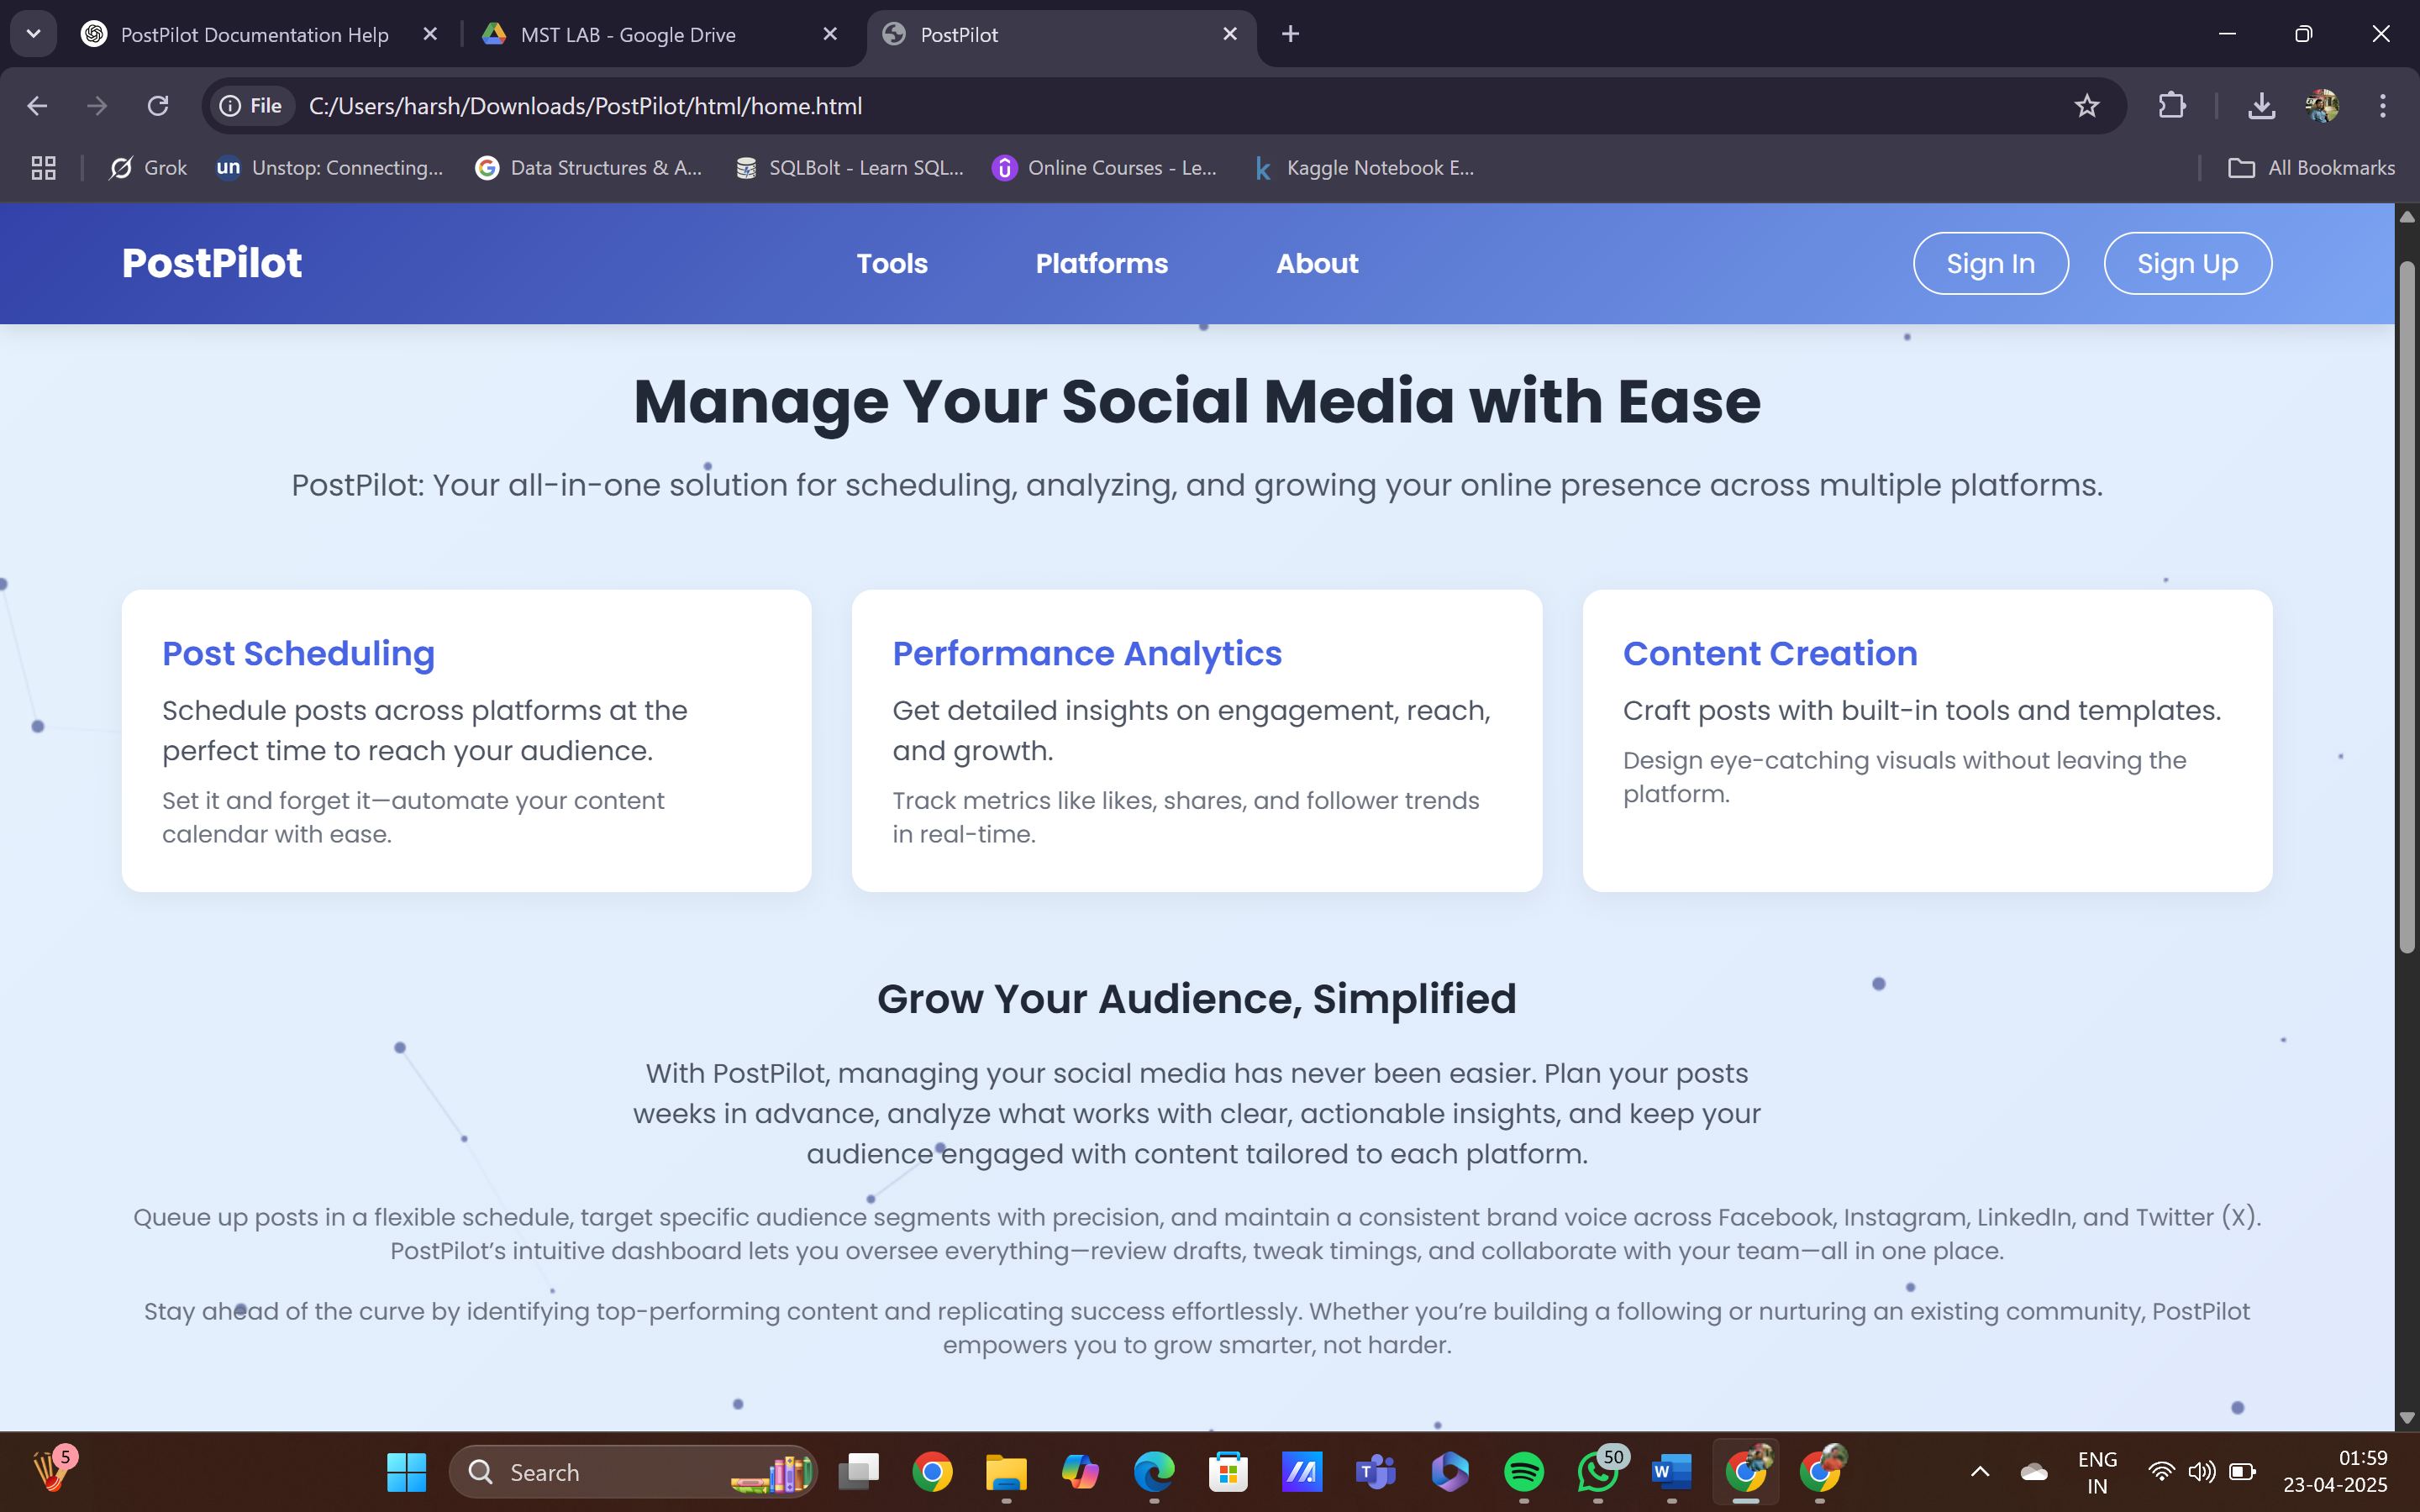 PostPilot Documentation Help
MST LAB - Google Drive
PostPilot
File
C:/Users/harsh/Downloads/PostPilot/html/home.html
Grok
un
Unstop: Connecting...
Data Structures & A...
SQLBolt - Learn SQL...
Online Courses - Le...
Kaggle Notebook E...
All Bookmarks
PostPilot
Tools
Platforms
About
Sign In
Sign Up
Manage Your Social Media with Ease
PostPilot: Your all-in-one solution for scheduling, analyzing, and growing your online presence across multiple platforms.
Post Scheduling
Schedule posts across platforms at the
perfect time to reach your audience.
Set it and forget it—automate your content
calendar with ease.
Performance Analytics
Get detailed insights on engagement, reach,
and growth.
Track metrics like likes, shares, and follower trends
in real-time.
Content Creation
Craft posts with built-in tools and templates.
Design eye-catching visuals without leaving the
platform.
Grow Your Audience, Simplified
With PostPilot, managing your social media has never been easier. Plan your posts
weeks in advance, analyze what works with clear, actionable insights, and keep your
audience engaged with content tailored to each platform.
Queue up posts in a flexible schedule, target specific audience segments with precision, and maintain a consistent brand voice across Facebook, Instagram, LinkedIn, and Twitter (X).
PostPilot’s intuitive dashboard lets you oversee everything—review drafts, tweak timings, and collaborate with your team—all in one place.
Stay ahead of the curve by identifying top-performing content and replicating success effortlessly. Whether you’re building a following or nurturing an existing community, PostPilot
empowers you to grow smarter, not harder.
5
Search
50
ENG
IN
01:59
23-04-2025